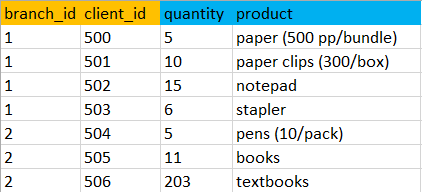 branch_id client_id quantity product
1 500 5 paper (500 pp/bundle)
1 501 10 paper clips (300/box)
1 502 15 notepad
1 503 6 stapler
2 504 5 pens (10/pack)
2 505 11 books
2 506 203 textbooks